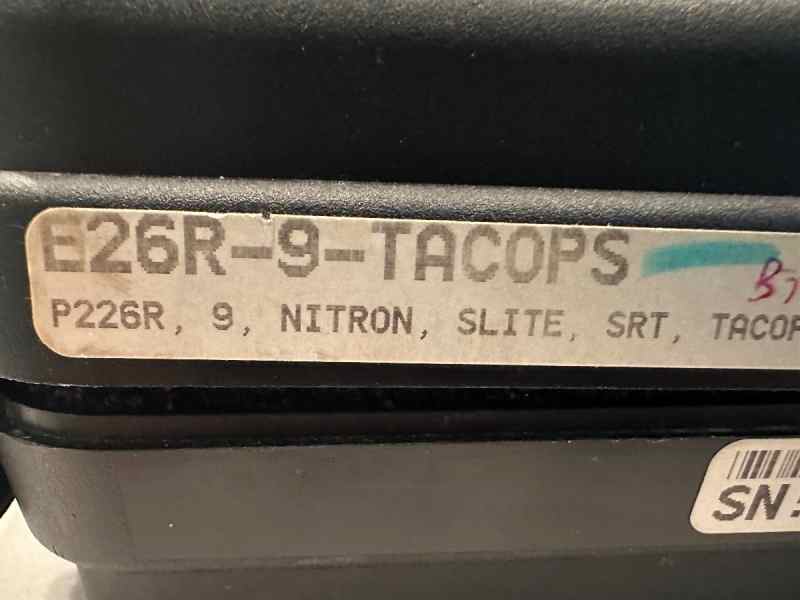 E26R-9-TACOPS
P226R, 9, NITRON, SLITE, SRT, TACOP
SN